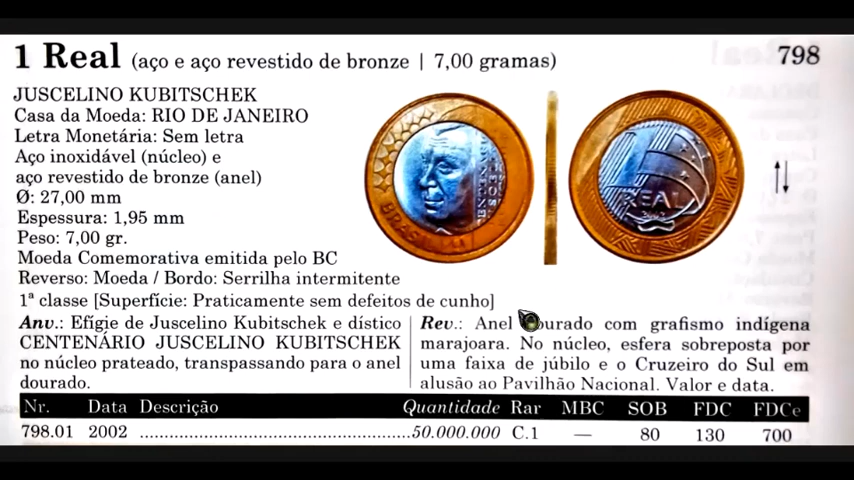 1 Real (aço e aço revestido de bronze | 7,00 gramas) 798
JUSCELINO KUBITSCHEK
Casa da Moeda: RIO DE JANEIRO
Letra Monetária: Sem letra
Aço inoxidável (núcleo) e
aço revestido de bronze (anel)
Ø: 27,00 mm
Espessura: 1,95 mm
Peso: 7,00 gr.
Moeda Comemorativa emitida pelo BC
Reverso: Moeda / Bordo: Serrilha intermitente
1ª classe [Superfície: Praticamente sem defeitos de cunho]
BRASIL
1
REAL
2002
Anv.: Efígie de Juscelino Kubitschek e dístico
CENTENÁRIO JUSCELINO KUBITSCHEK
no núcleo prateado, transpassando para o anel
dourado.
Rev.: Anel dourado com grafismo indígena
marajoara. No núcleo, esfera sobreposta por
uma faixa de júbilo e o Cruzeiro do Sul em
alusão ao Pavilhão Nacional. Valor e data.
Nr. Data Descrição Quantidade Rar MBC SOB FDC FDCe
798.01 2002 ..........................................50.000.000 C.1 — 80 130 700